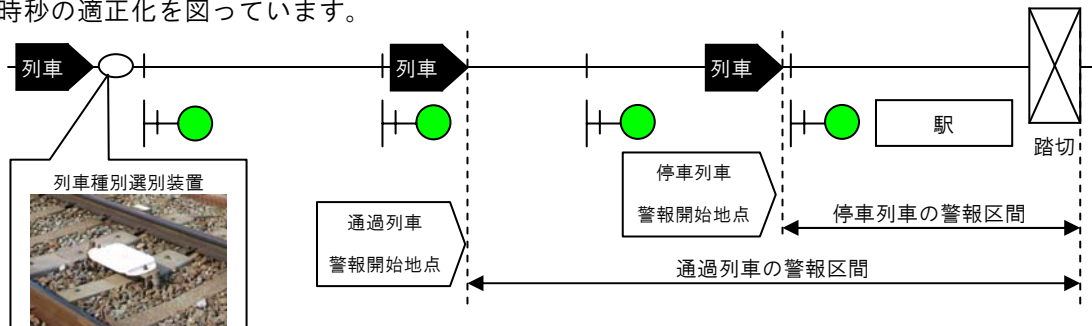 時秒の適正化を図っています。
列車
列車
列車
駅
踏切
列車種別選別装置
停車列車
警報開始地点
通過列車
警報開始地点
停車列車の警報区間
通過列車の警報区間